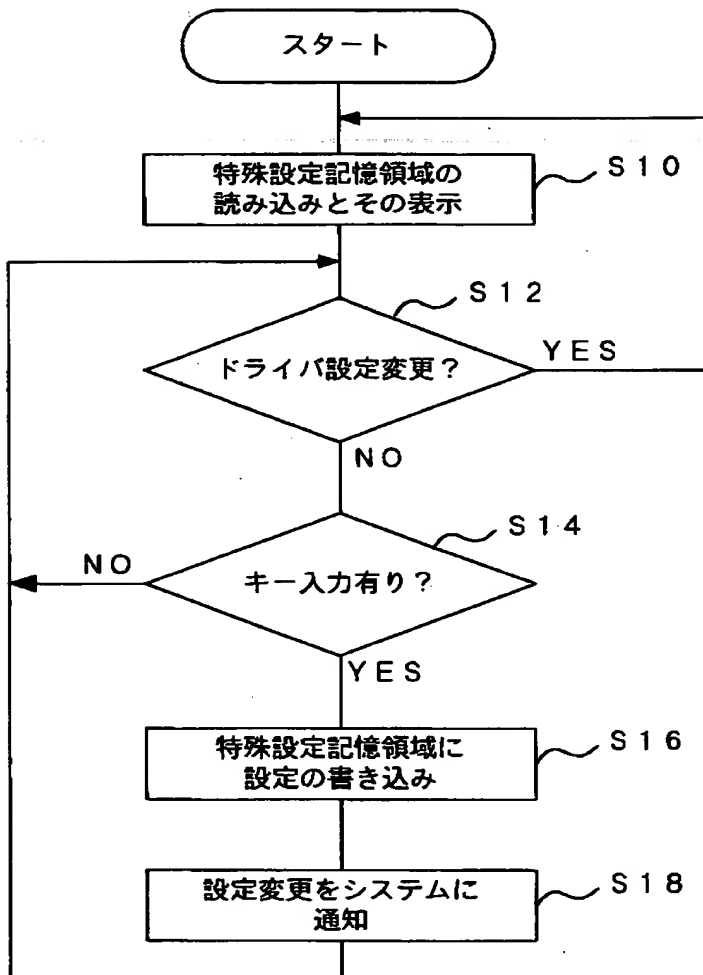 スタート
特殊設定記憶領域の
読み込みとその表示
S10
S12
ドライバ設定変更?
YES
NO
S14
NO
キー入力有り?
YES
特殊設定記憶領域に
設定の書き込み
S16
設定変更をシステムに
通知
S18